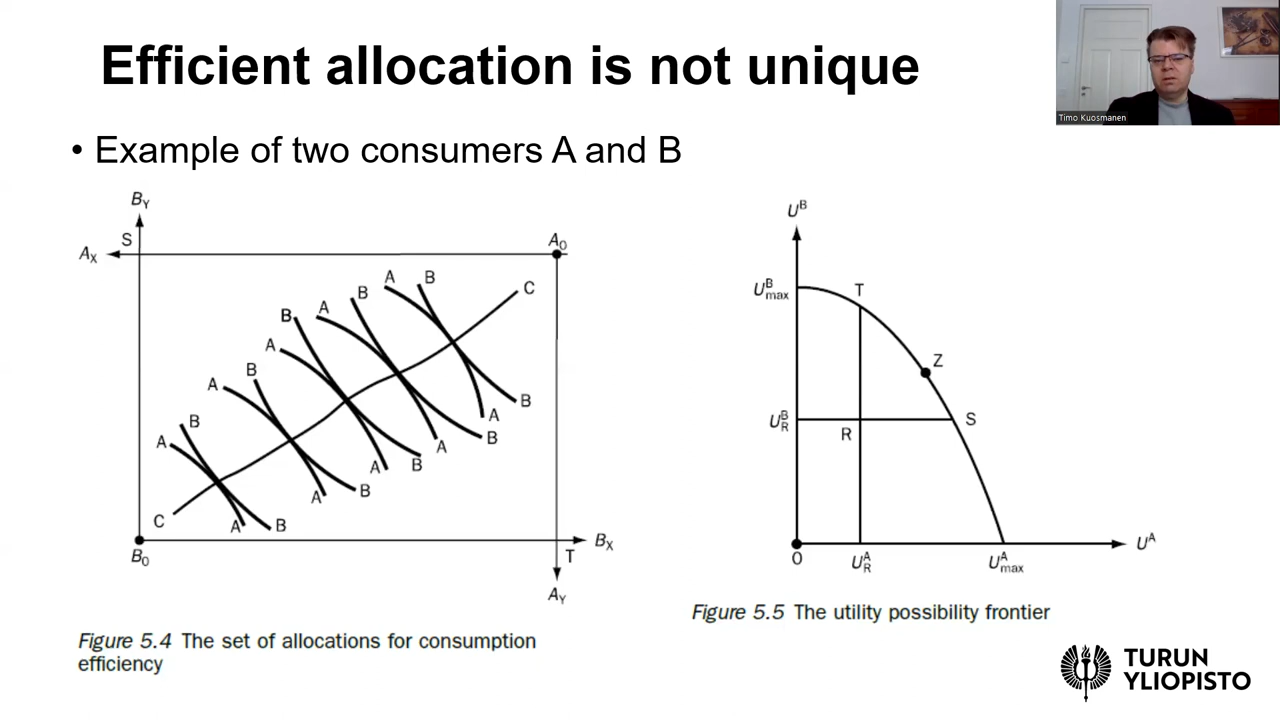 Efficient allocation is not unique
Timo Kuosmanen
• Example of two consumers A and B
B_Y
S
A_X
A_0
A
B
C
B
A
B
A
B
A
B
A
B
A
B
A
B
A
B
A
B
C
A
B
B_0
B_X
T
A_Y
Figure 5.4 The set of allocations for consumption
efficiency
U^B
U^B_max
T
Z
U^B_R
R
S
0
U^A_R
U^A_max
U^A
Figure 5.5 The utility possibility frontier
TURUN
YLIOPISTO